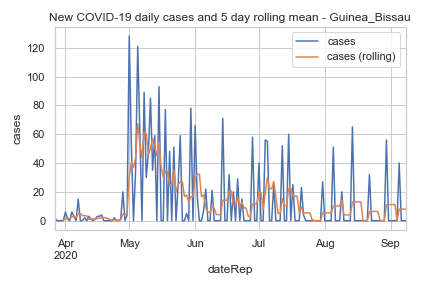 New COVID-19 daily cases and 5 day rolling mean - Guinea_Bissau
cases
cases (rolling)
120
100
80
60
40
20
0
cases
Apr
2020
May
Jun
Jul
Aug
Sep
dateRep